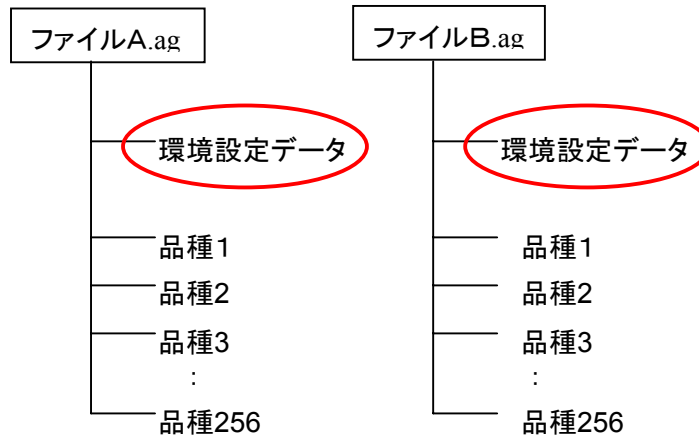 ファイルA.ag
環境設定データ
品種1
品種2
品種3
:
品種256
ファイルB.ag
環境設定データ
品種1
品種2
品種3
:
品種256